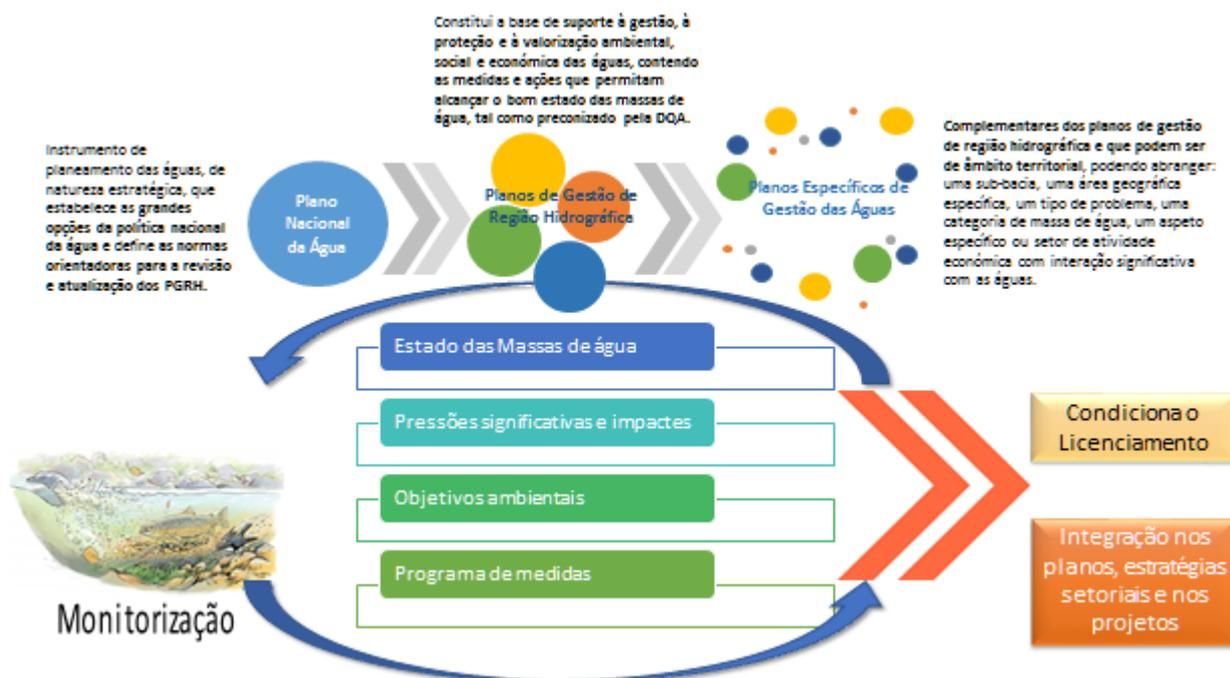 Constitui a base de suporte à gestão, à
proteção e à valorização ambiental,
social e económica das águas, contendo
as medidas e ações que permitam
alcançar o bom estado das massas de
água, tal como preconizado pela DQA.
Instrumento de
planeamento das águas, de
natureza estratégica, que
estabelece as grandes
opções da política nacional
da água e define as normas
orientadoras para a revisão
e atualização dos PGRH.
Plano
Nacional
da Água
Planos de Gestão de
Região Hidrográfica
Planos Específicos de
Gestão das Águas
Complementares dos planos de gestão
de região hidrográfica e que podem ser
de âmbito territorial, podendo abranger:
uma sub-bacia, uma área geográfica
específica, um tipo de problema, uma
categoria de massa de água, um aspeto
específico ou setor de atividade
económica com interação significativa
com as águas.
Estado das Massas de água
Pressões significativas e impactes
Objetivos ambientais
Programa de medidas
Monitorização
Condiciona o
Licenciamento
Integração nos
planos, estratégias
setoriais e nos
projetos